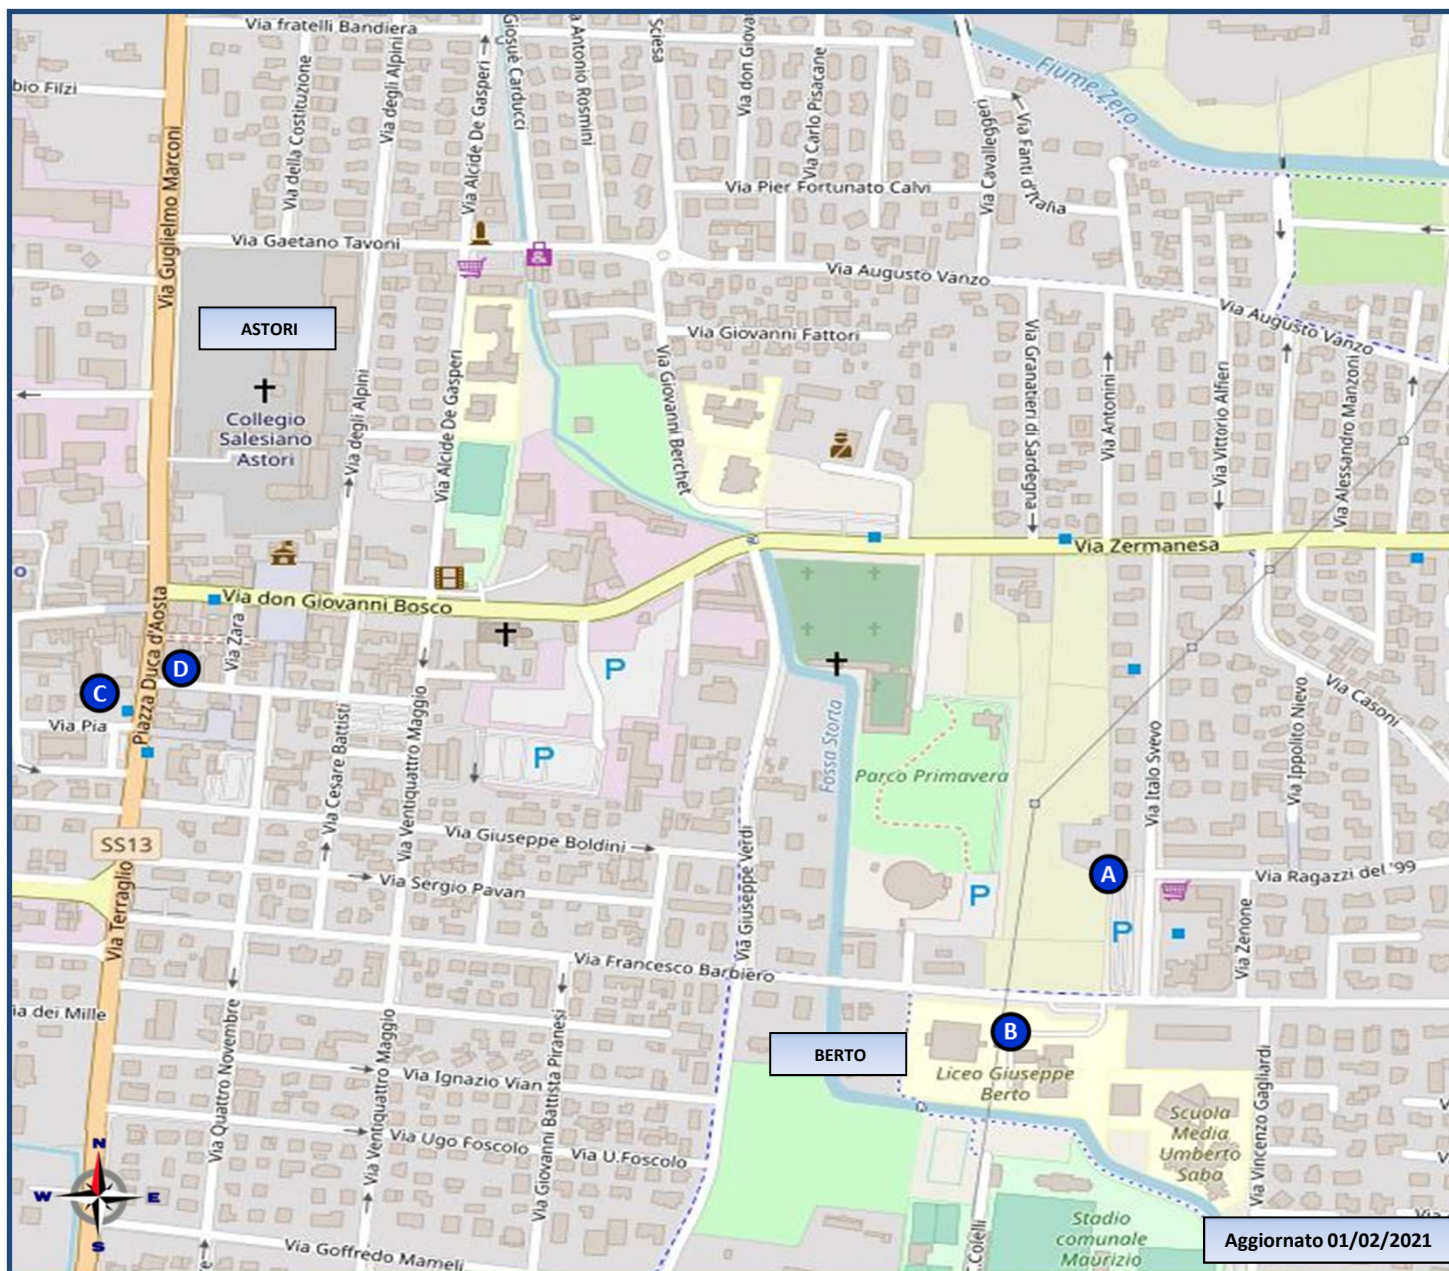 Via fratelli Bandiera
bio Filzi
Via della Costituzione
Via degli Alpini
Via Alcide De Gasperi
Giosuè Carducci
a Antonio Rosmini
Sciesa
Via don Giovan
Via Carlo Pisacane
Via Cavalleggeri
Via Fanti d'Italia
Fiume Zero
Via Pier Fortunato Calvi
Via Guglielmo Marconi
Via Gaetano Tavoni
Via Augusto Vanzo
Via Augusto Vanzo
ASTORI
Via Giovanni Fattori
Via Giovanni Berchet
Via Granatieri di Sardegna
Via Antonini
Via Vittorio Alfieri
Via Alessandro Manzoni
Collegio
Salesiano
Astori
Via degli Alpini
Via Alcide De Gasperi
Via Zermanesa
o
Via don Giovanni Bosco
Piazza Duca d'Aosta
Via Zara
D
C
Via Pia
P
P
Via Cesare Battisti
Via Ventiquattro Maggio
Fossa Storta
Parco Primavera
Via Italo Svevo
Via Ippolito Nievo
Via Casoni
SS13
Via Giuseppe Boldini
Via Sergio Pavan
Via Giuseppe Verdi
A
P
P
Via Ragazzi del '99
Via Zenone
Via Terraglio
Via Francesco Barbiero
ia dei Mille
Via Quattro Novembre
Via Ventiquattro Maggio
Via Giovanni Battista Piranesi
BERTO
B
Liceo Giuseppe
Berto
Via Ignazio Vian
Via Ugo Foscolo
Via U.Foscolo
Scuola
Media
Umberto
Saba
Via Vincenzo Gagliardi
V
V
N
W
E
S
Via Goffredo Mameli
re
T.Colelli
Stadio
comunale
Maurizio
Via
Aggiornato 01/02/2021